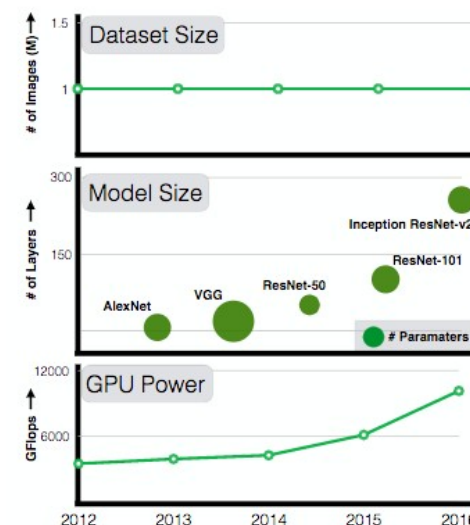 1.5
Dataset Size
# of Images (M)
1
300
Model Size
# of Layers
Inception ResNet-v2
150
ResNet-101
ResNet-50
VGG
AlexNet
# Paramaters
12000
GPU Power
GFlops
6000
2012 2013 2014 2015 2016